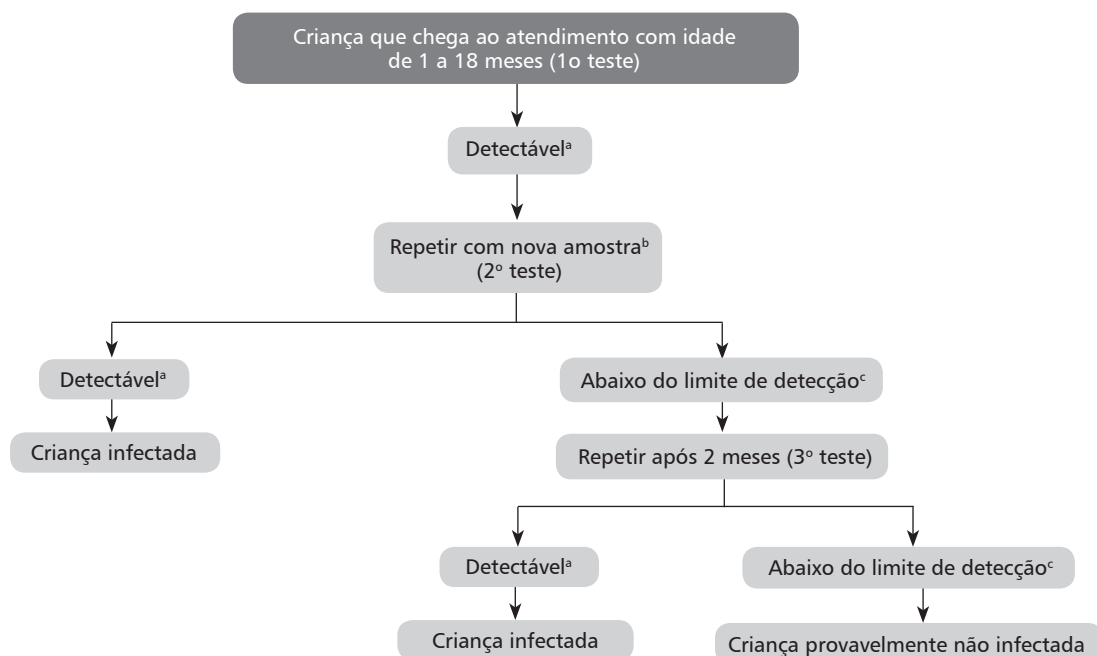 Criança que chega ao atendimento com idade
de 1 a 18 meses (1o teste)
Detectávelᵃ
Repetir com nova amostraᵇ
(2º teste)
Detectávelᵃ
Abaixo do limite de detecçãoᶜ
Criança infectada
Repetir após 2 meses (3º teste)
Detectávelᵃ
Abaixo do limite de detecçãoᶜ
Criança infectada
Criança provavelmente não infectada